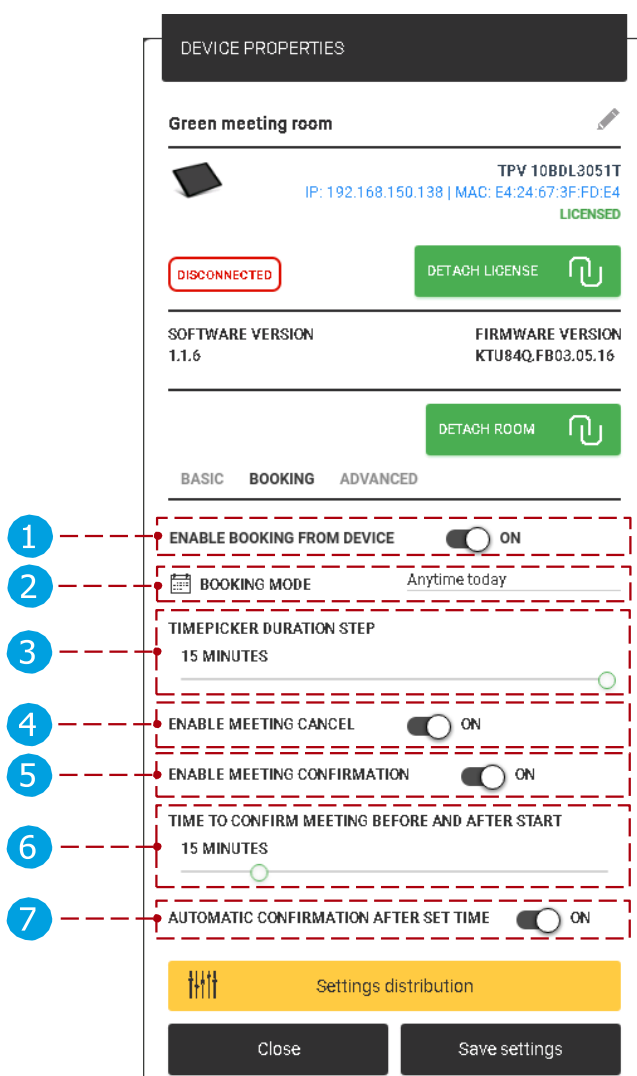 DEVICE PROPERTIES
Green meeting room
TPV 10BDL3051T
IP: 192.168.150.138 | MAC: E4:24:67:3F:FD:E4
LICENSED
DISCONNECTED
DETACH LICENSE
SOFTWARE VERSION
1.1.6
FIRMWARE VERSION
KTU84Q.FB03.05.16
DETACH ROOM
BASIC BOOKING ADVANCED
1 ENABLE BOOKING FROM DEVICE ON
2 BOOKING MODE Anytime today
TIMEPICKER DURATION STEP
3 15 MINUTES
4 ENABLE MEETING CANCEL ON
5 ENABLE MEETING CONFIRMATION ON
TIME TO CONFIRM MEETING BEFORE AND AFTER START
6 15 MINUTES
7 AUTOMATIC CONFIRMATION AFTER SET TIME ON
Settings distribution
Close Save settings